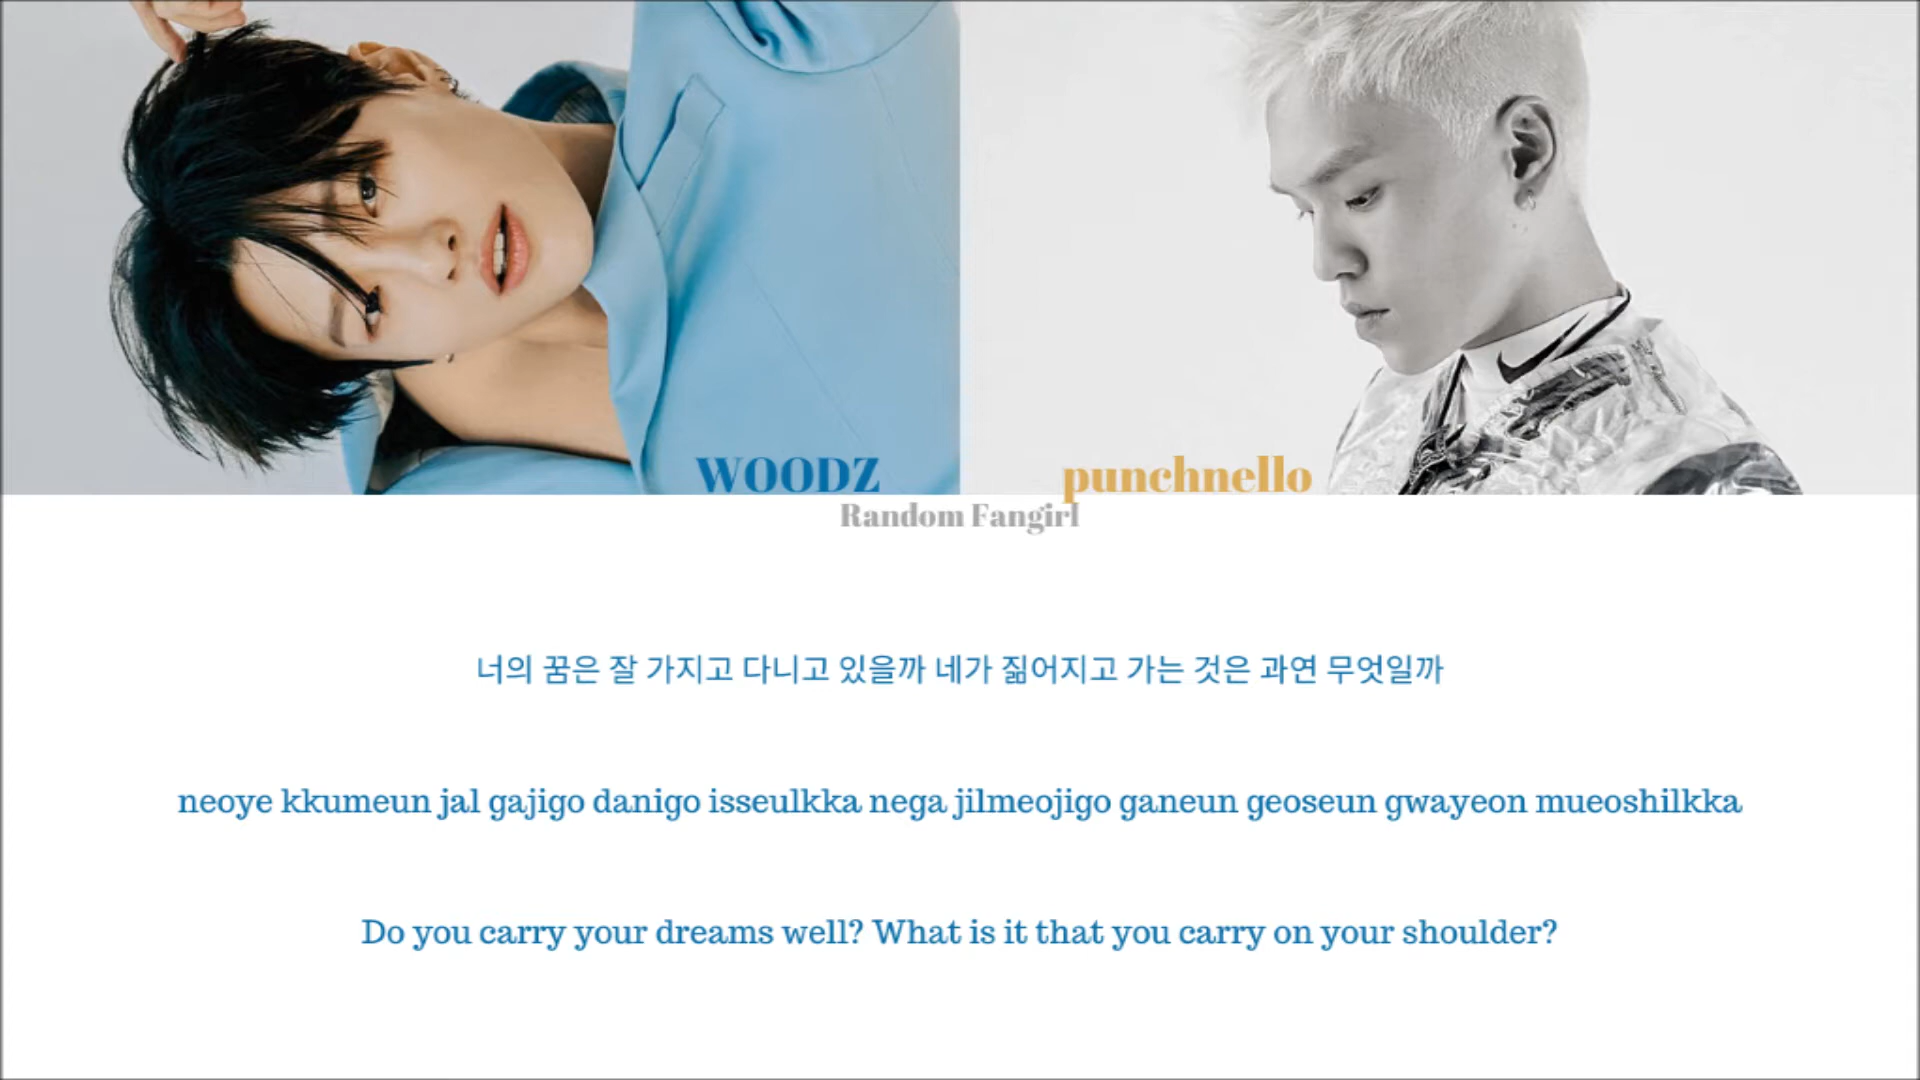 WOODZ
punchnello
Random Fangirl
너의 꿈은 잘 가지고 다니고 있을까 네가 짊어지고 가는 것은 과연 무엇일까
neoye kkumeun jal gajigo danigo isseulkka nega jilmeojigo ganeun geoseun gwayeon mueoshilkka
Do you carry your dreams well? What is it that you carry on your shoulder?